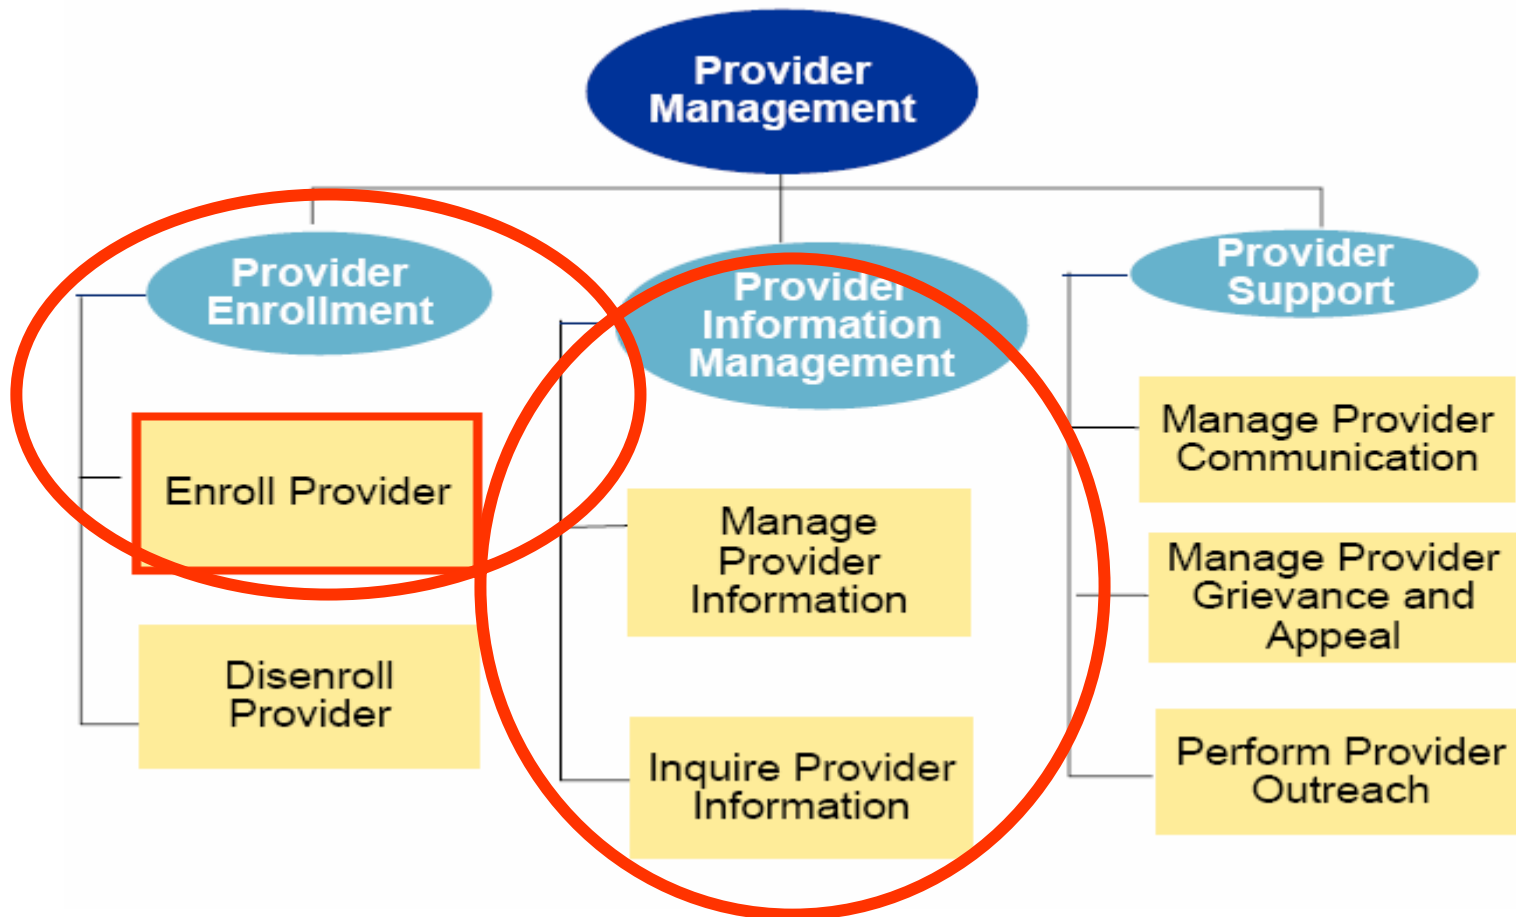 Provider
Management
Provider
Enrollment
Enroll Provider
Disenroll
Provider
Provider
Information
Management
Manage
Provider
Information
Inquire Provider
Information
Provider
Support
Manage Provider
Communication
Manage Provider
Grievance and
Appeal
Perform Provider
Outreach